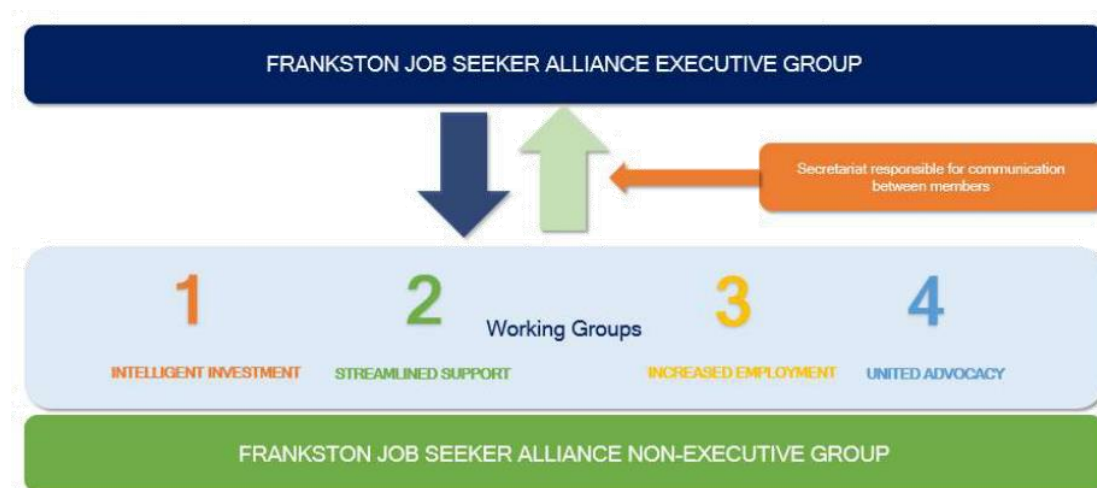 FRANKSTON JOB SEEKER ALLIANCE EXECUTIVE GROUP
Secretariat responsible for communication
between members
1
2
3
4
Working Groups
INTELLIGENT INVESTMENT
STREAMLINED SUPPORT
INCREASED EMPLOYMENT
UNITED ADVOCACY
FRANKSTON JOB SEEKER ALLIANCE NON-EXECUTIVE GROUP